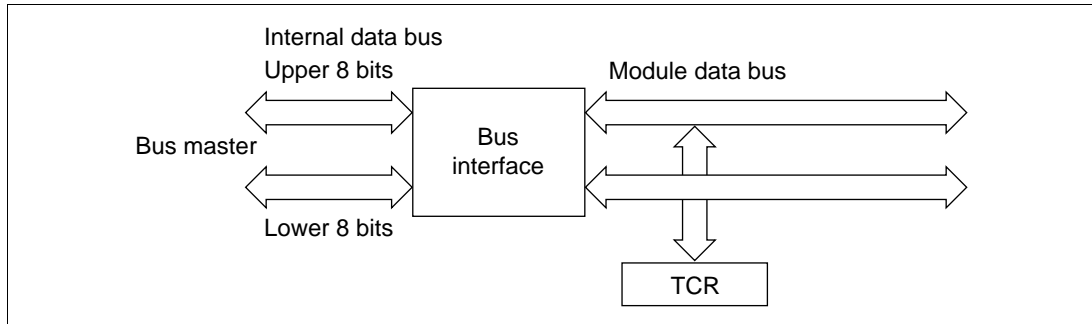 Internal data bus
Upper 8 bits
Module data bus
Bus master
Bus
interface
Lower 8 bits
TCR